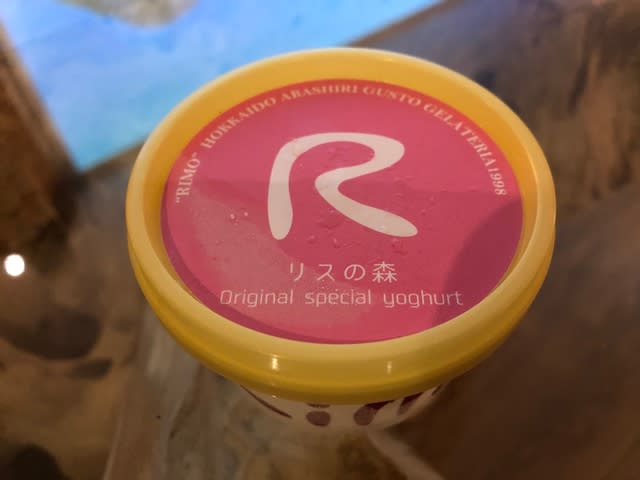 "RIMO" HOKKAIDO ABASHIRI GUSTO GELATERIA1998
R
リスの森
Original special yoghurt